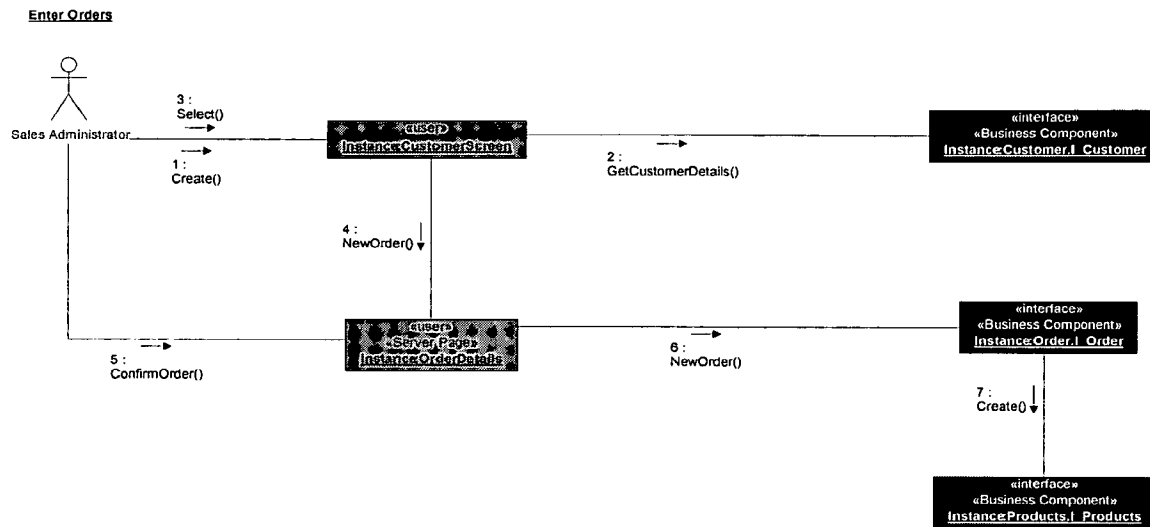 Enter Orders
3 :
Select()
Sales Administrator
1 :
Create()
«user»
Instance:CustomerScreen
2 :
GetCustomerDetails()
«interface»
«Business Component»
Instance:Customer.I_Customer
4 :
NewOrder()
«user»
«Server Page»
Instance:OrderDetails
5 :
ConfirmOrder()
6 :
NewOrder()
«interface»
«Business Component»
Instance:Order.I_Order
7 :
Create()
«interface»
«Business Component»
Instance:Products.I_Products